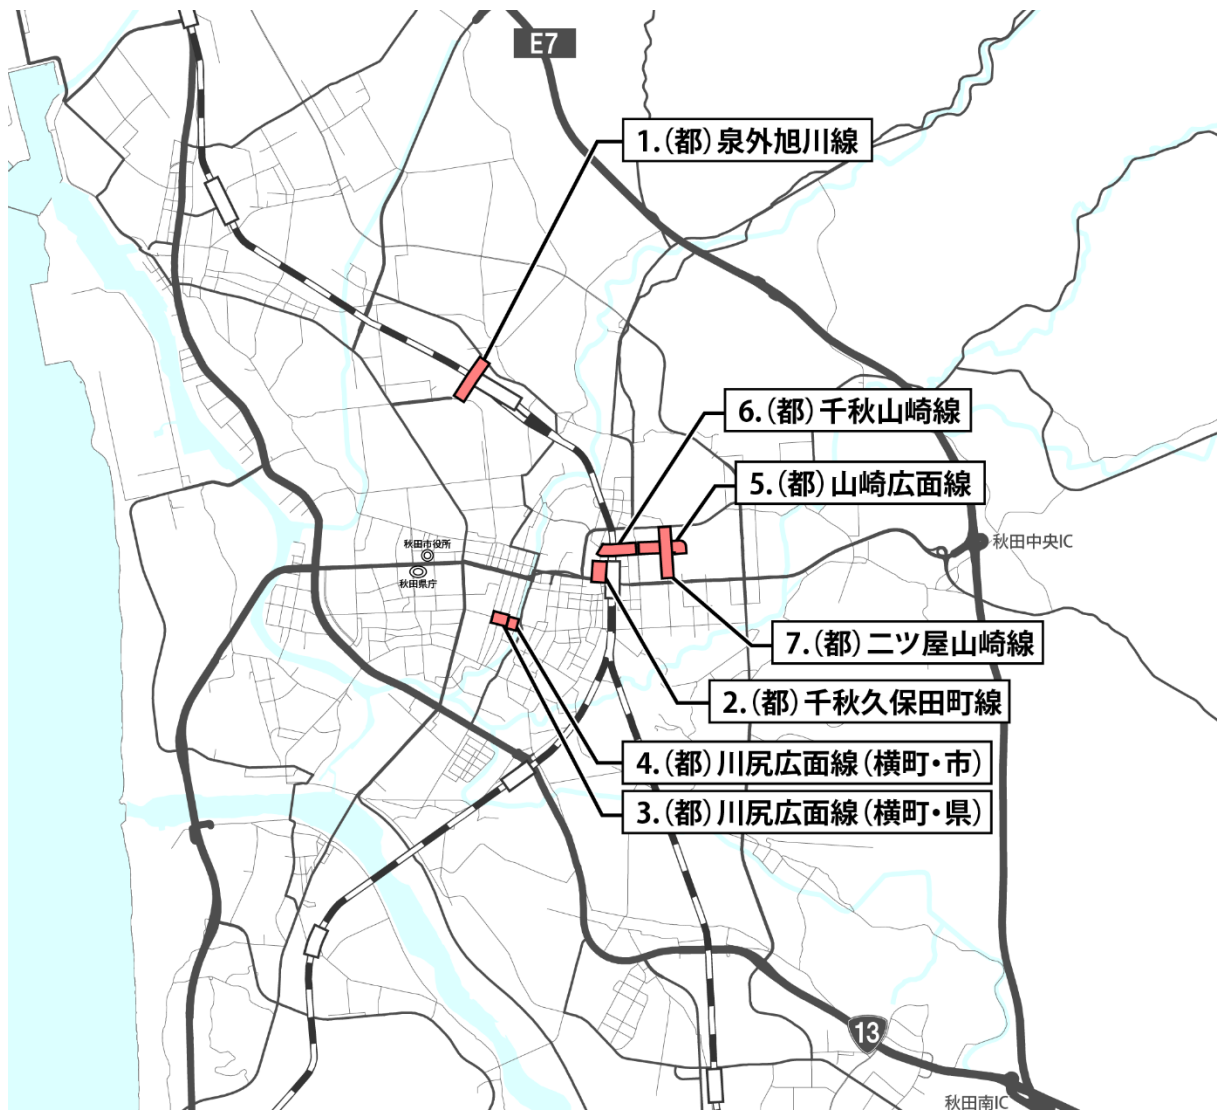 E7
1.(都)泉外旭川線
6.(都)千秋山崎線
5.(都)山崎広面線
秋田市役所
秋田県庁
秋田中央IC
7.(都)二ツ屋山崎線
2.(都)千秋久保田町線
4.(都)川尻広面線(横町・市)
3.(都)川尻広面線(横町・県)
13
秋田南IC